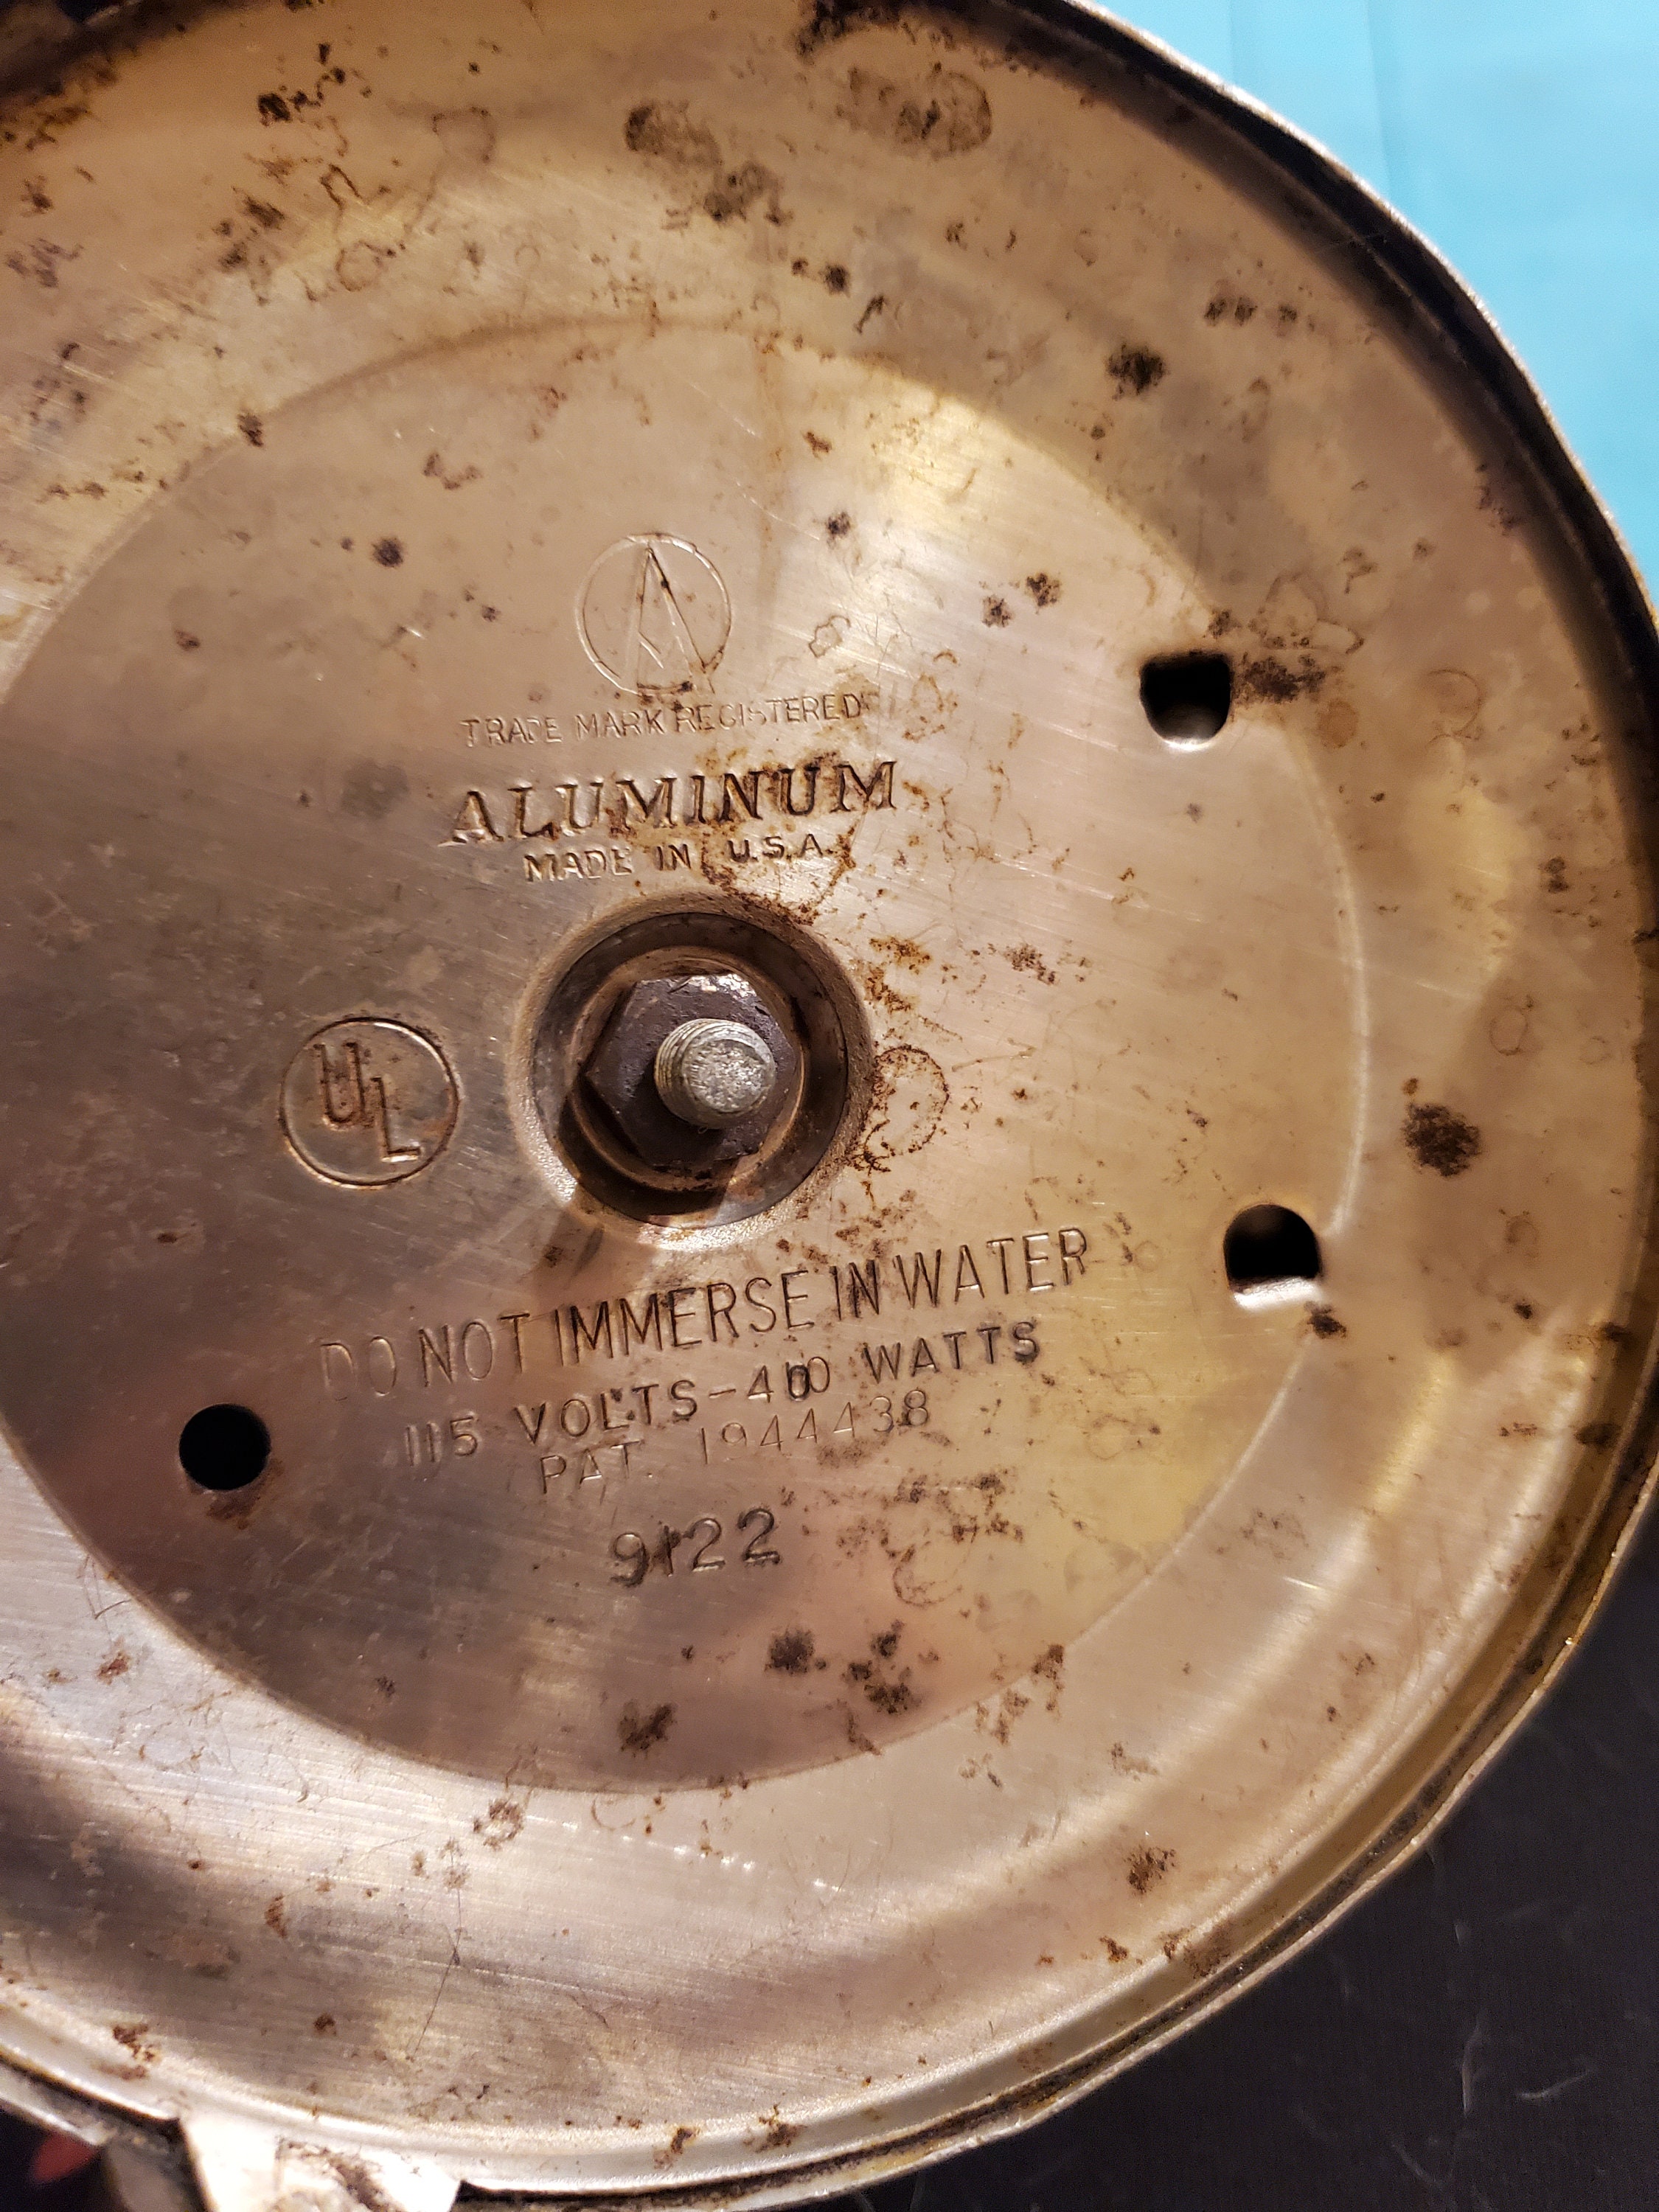 TRADE MARK REGISTERED
ALUMINUM
MADE IN U.S.A.
UL
DO NOT IMMERSE IN WATER
115 VOLTS-400 WATTS
PAT. 1944438
9122